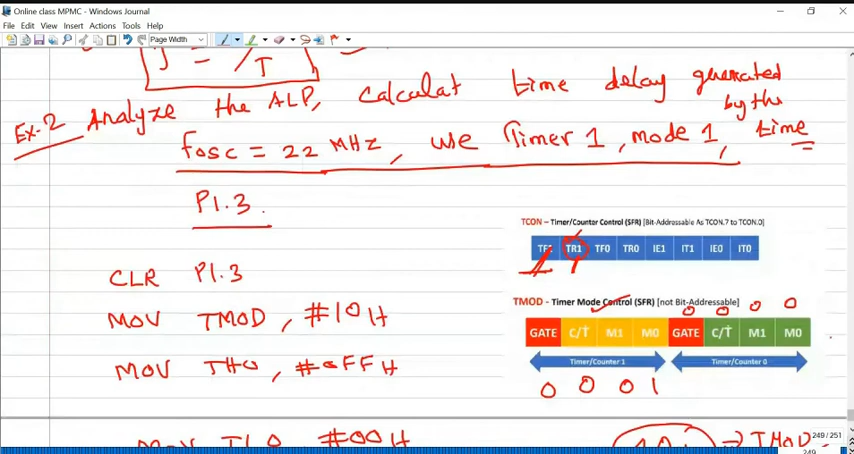 Online class MPMC - Windows Journal
File Edit View Insert Actions Tools Help
Page Width
f = 1/T
Ex-2 Analyze the ALP, calculat time delay generated
by the
fosc = 22 MHz, use Timer 1, mode 1, time
P1.3.
TCON - Timer/Counter Control (SFR) [Bit-Addressable As TCON.7 to TCON.0]
TF1 TR1 TF0 TR0 IE1 IT1 IE0 IT0
1 1
CLR P1.3
TMOD - Timer Mode Control (SFR) [not Bit-Addressable]
0 0 0 0
MOV TMOD, #10H
GATE C/T M1 M0 GATE C/T M1 M0
Timer/Counter 1 Timer/Counter 0
MOV TH0, #0FFH
0 0 0 1
MOV TL0 #00H
TMOD
249 / 251
249